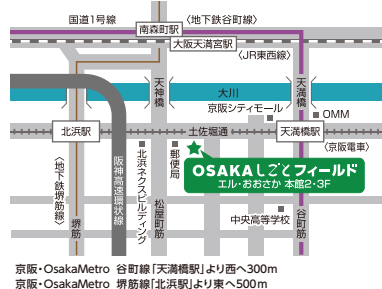 国道1号線
南森町駅
〈地下鉄谷町線〉
大阪天満宮駅
〈JR東西線〉
天神橋
大川
天満橋
京阪シティモール
OMM
北浜駅
土佐堀通
天満橋駅
〈京阪電車〉
〈地下鉄堺筋線〉
堺筋
阪神高速環状線
北浜ネクスビルディング
郵便局
松屋町筋
OSAKAしごとフィールド
エル・おおさか 本館2・3F
中央高等学校
谷町筋
京阪・OsakaMetro 谷町線「天満橋駅」より西へ300m
京阪・OsakaMetro 堺筋線「北浜駅」より東へ500m